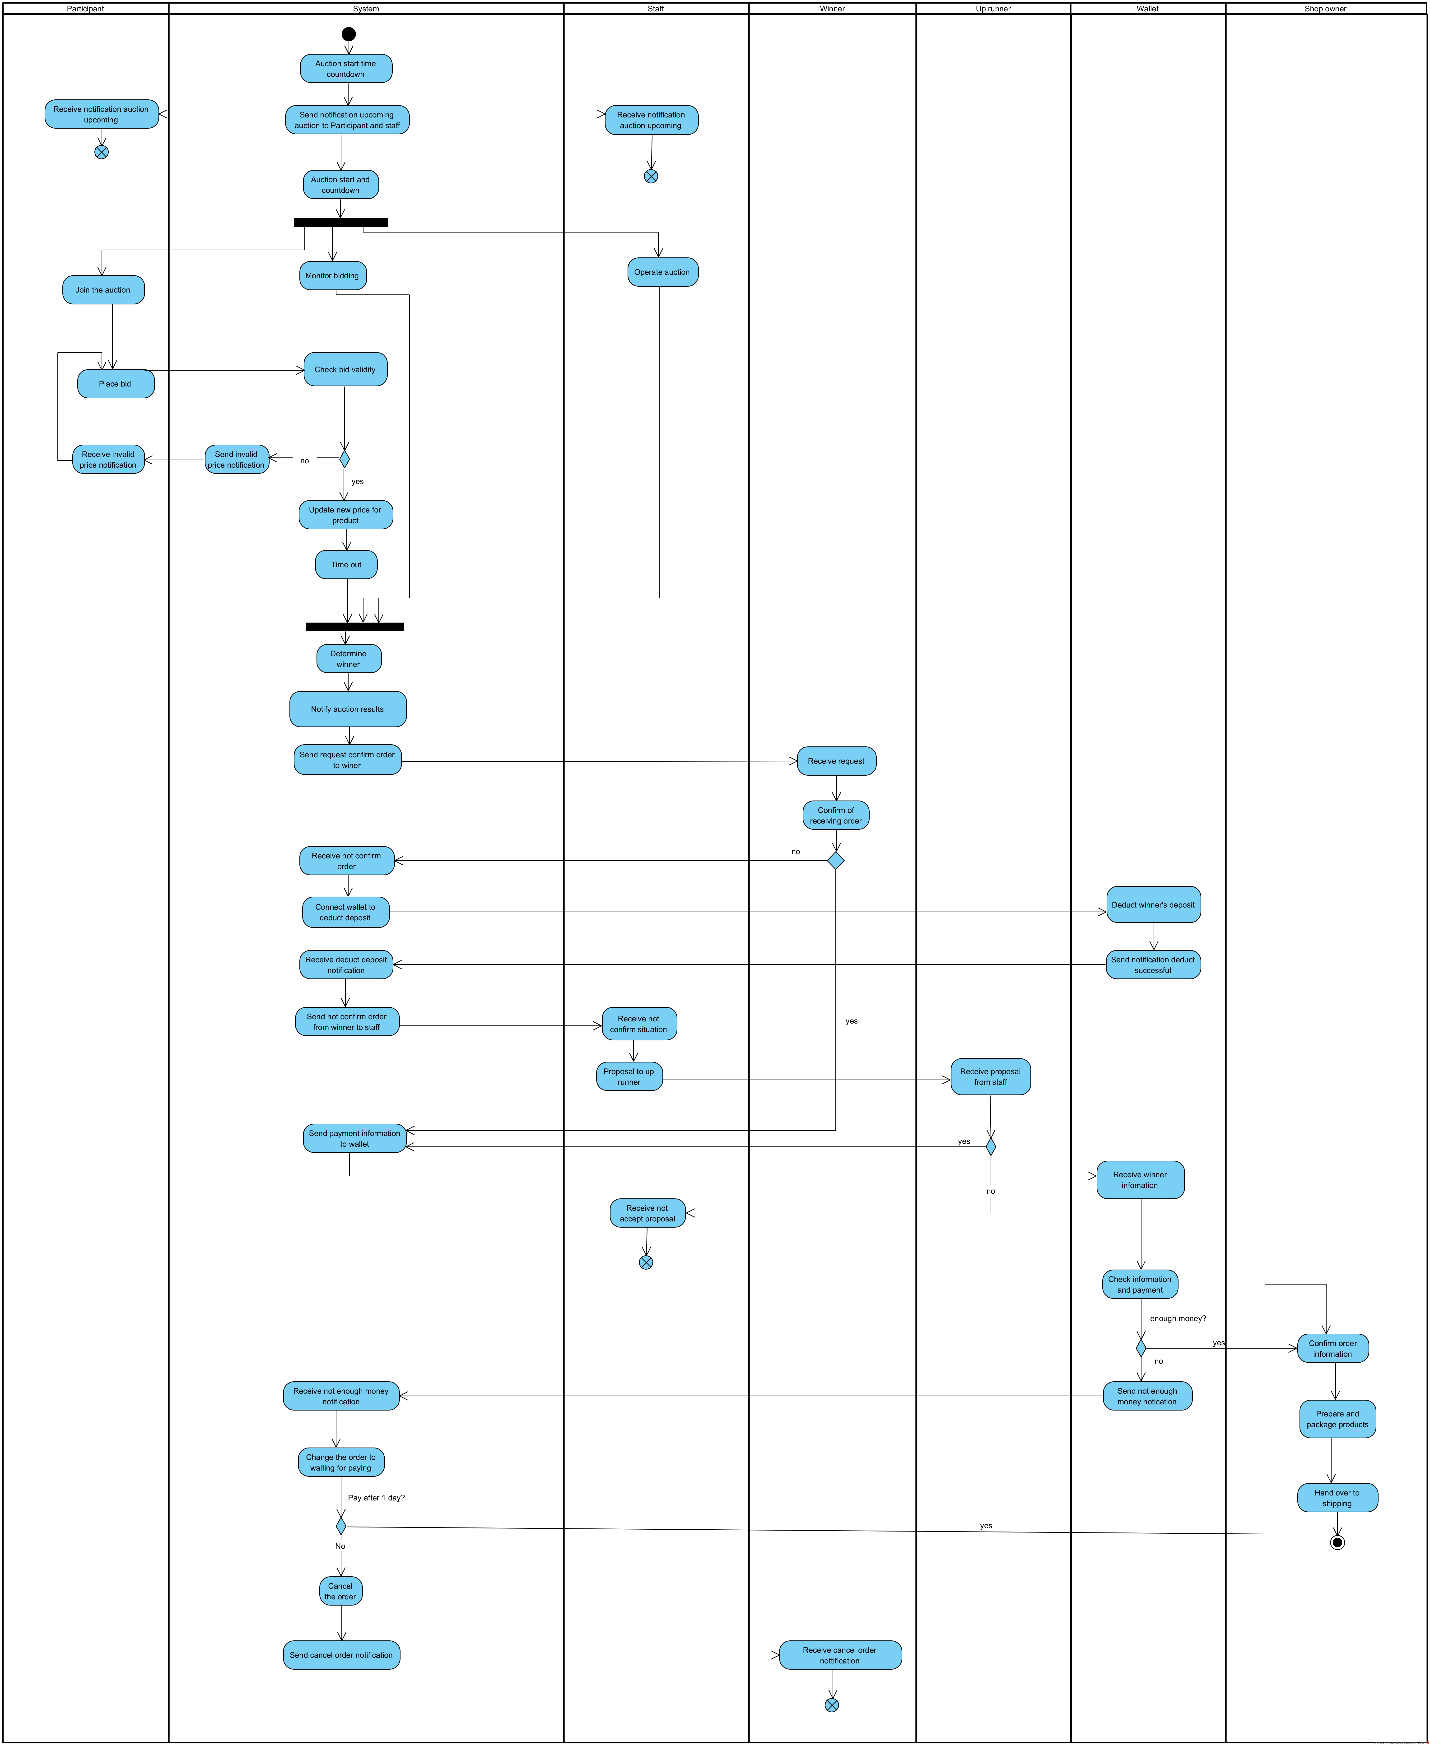 Participant
System
Staff
Winner
Up runner
Wallet
Shop owner
Auction start time
countdown
Receive notification auction
upcoming
Send notification upcoming
auction to Participant and staff
Receive notification
auction upcoming
Auction start and
countdown
Join the auction
Monitor bidding
Operate auction
Place bid
Check bid validity
Receive invalid
price notification
Send invalid
price notification
no
yes
Update new price for
product
Time out
Determine
winner
Notify auction results
Send request confirm order
to winer
Receive request
Confirm of
receiving order
no
Receive not confirm
order
Connect wallet to
deduct deposit
Deduct winner's deposit
Receive deduct deposit
notification
Send notification deduct
successful
Send not confirm order
from winner to staff
Receive not
confirm situation
yes
Proposal to up
runner
Receive proposal
from staff
Send payment information
to wallet
yes
no
Receive winner
infomation
Receive not
accept proposal
Check information
and payment
enough money?
yes
no
Confirm order
information
Receive not enough money
notification
Send not enough
money notication
Prepare and
package products
Change the order to
waiting for paying
Pay after 1 day?
Hand over to
shipping
yes
No
Cancel
the order
Send cancel order notification
Receive cancel order
nottification